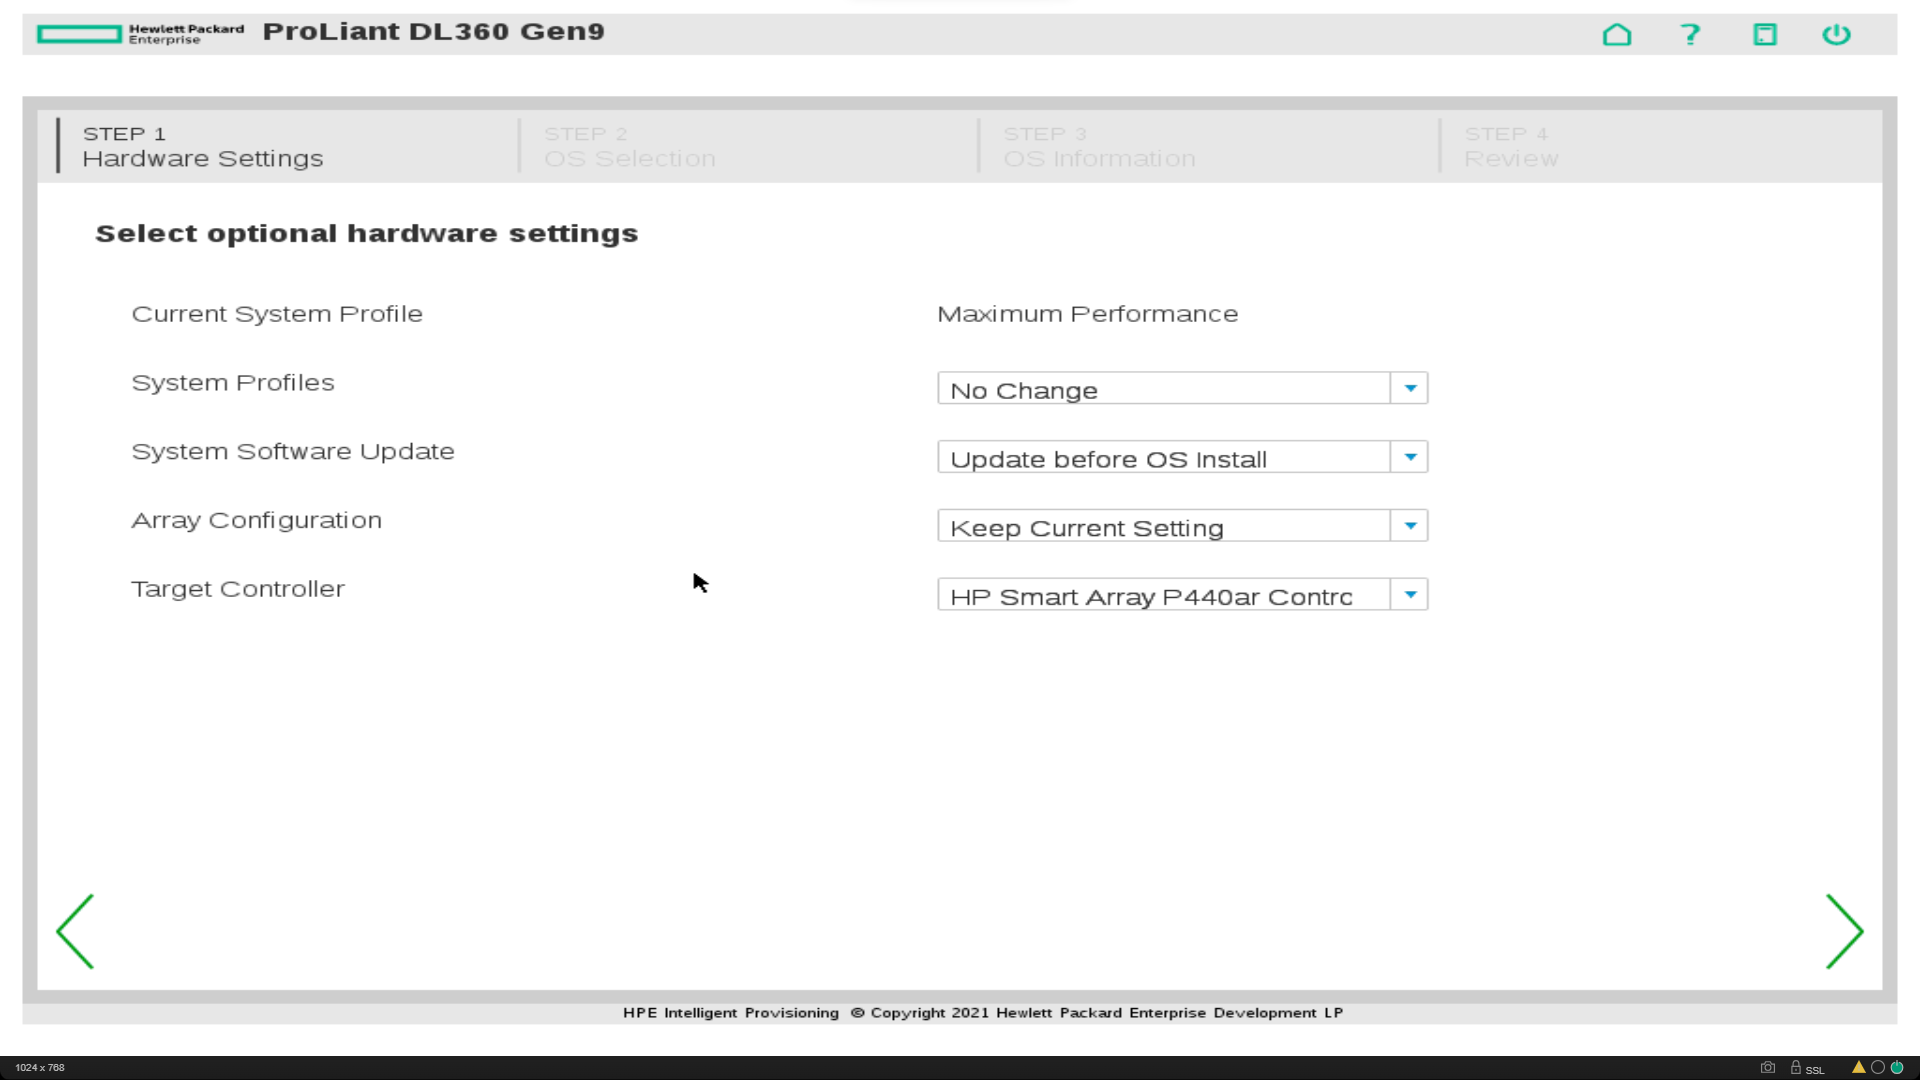 Hewlett Packard
Enterprise
ProLiant DL360 Gen9
?
STEP 1
Hardware Settings
STEP 2
OS Selection
STEP 3
OS Information
STEP 4
Review
Select optional hardware settings
Current System Profile
Maximum Performance
System Profiles
No Change
System Software Update
Update before OS Install
Array Configuration
Keep Current Setting
Target Controller
HP Smart Array P440ar Contrc
HPE Intelligent Provisioning © Copyright 2021 Hewlett Packard Enterprise Development LP
1024 x 768
SSL